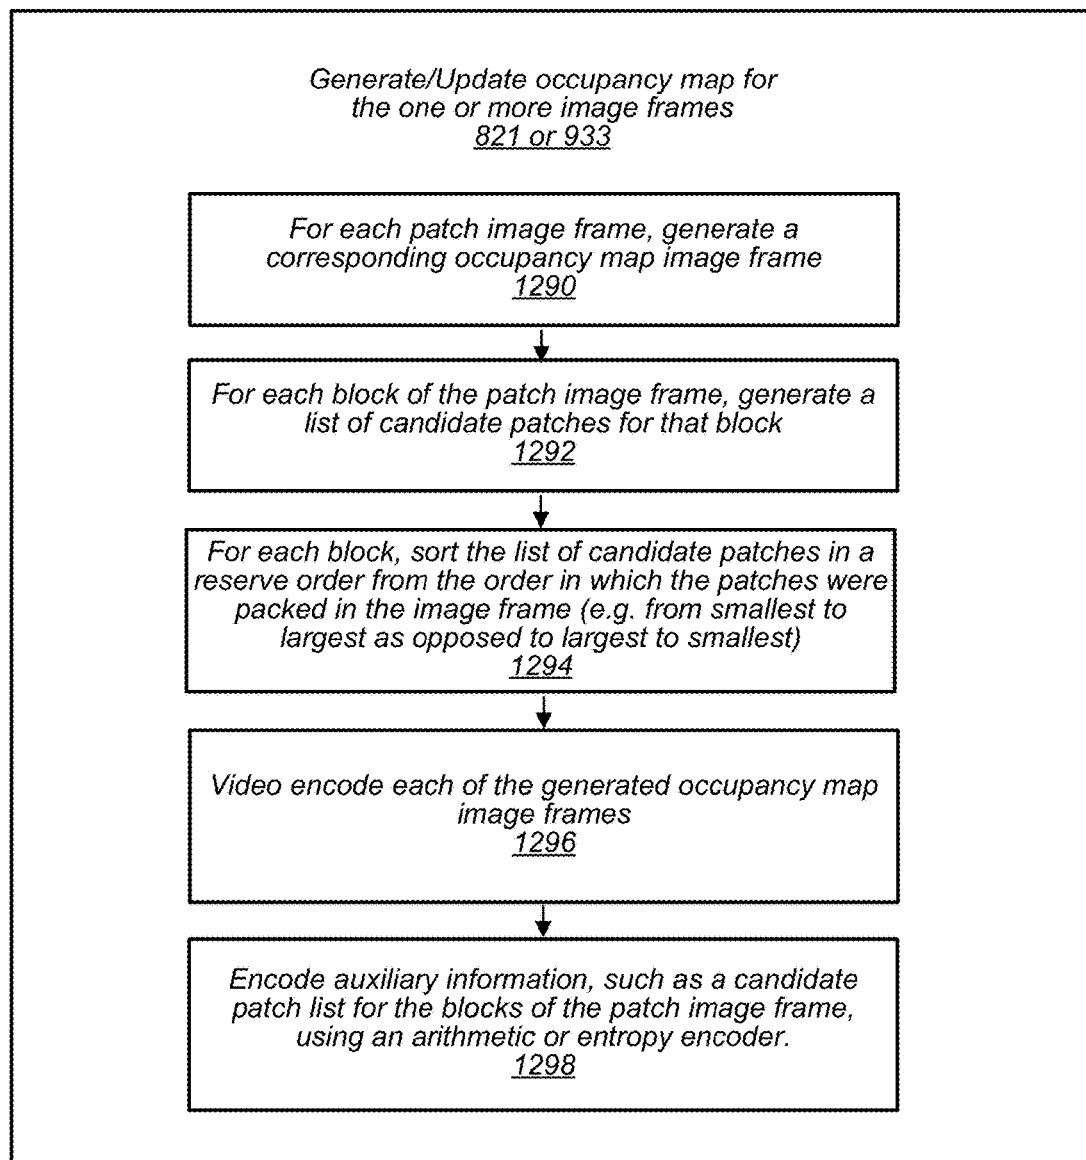 Generate/Update occupancy map for
the one or more image frames
821 or 933
For each patch image frame, generate a
corresponding occupancy map image frame
1290
For each block of the patch image frame, generate a
list of candidate patches for that block
1292
For each block, sort the list of candidate patches in a
reserve order from the order in which the patches were
packed in the image frame (e.g. from smallest to
largest as opposed to largest to smallest)
1294
Video encode each of the generated occupancy map
image frames
1296
Encode auxiliary information, such as a candidate
patch list for the blocks of the patch image frame,
using an arithmetic or entropy encoder.
1298